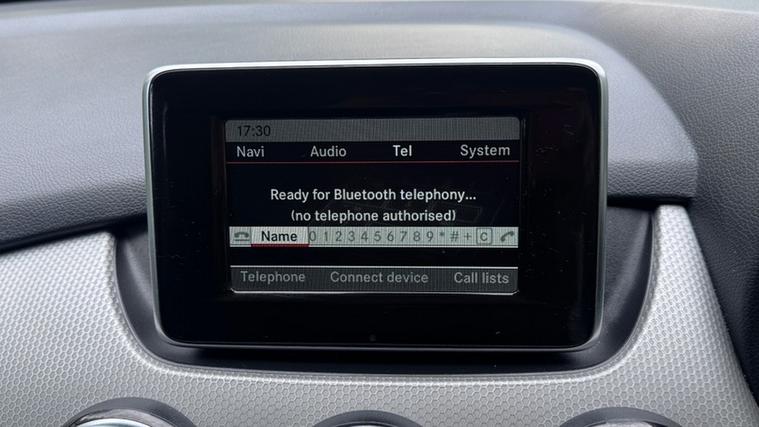 17:30
Navi Audio Tel System
Ready for Bluetooth telephony...
(no telephone authorised)
Name 0 1 2 3 4 5 6 7 8 9 * # + C
Telephone Connect device Call lists